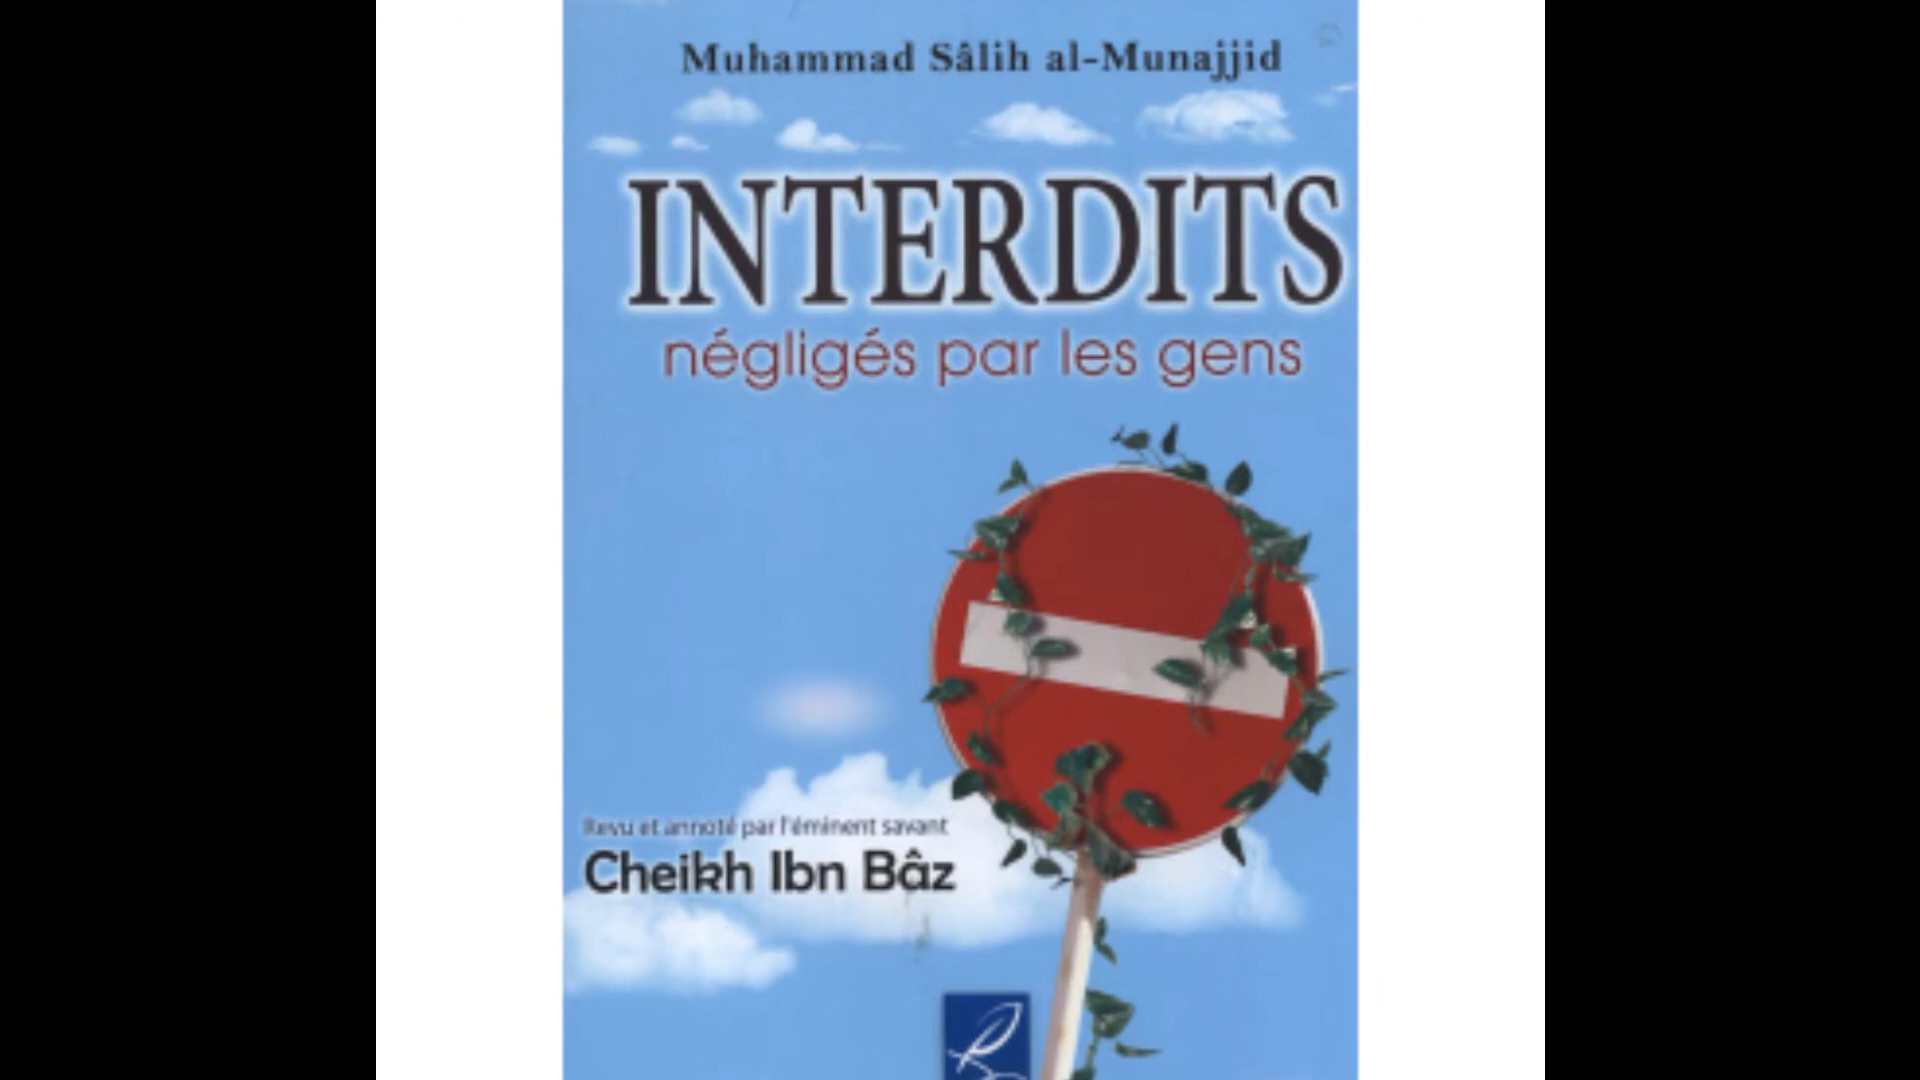 Muhammad Sâlih al-Munajjid
INTERDITS
négligés par les gens
Revu et annoté par l'éminent savant
Cheikh Ibn Bâz